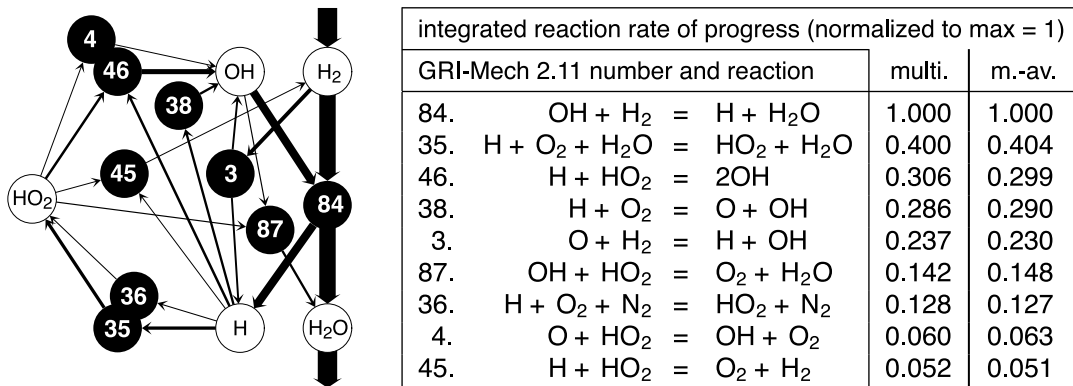 4
46
OH
H₂
38
45
3
HO₂
84
87
36
35
H
H₂O
integrated reaction rate of progress (normalized to max = 1)
GRI-Mech 2.11 number and reaction multi. m.-av.
84. OH + H₂ = H + H₂O 1.000 1.000
35. H + O₂ + H₂O = HO₂ + H₂O 0.400 0.404
46. H + HO₂ = 2OH 0.306 0.299
38. H + O₂ = O + OH 0.286 0.290
3. O + H₂ = H + OH 0.237 0.230
87. OH + HO₂ = O₂ + H₂O 0.142 0.148
36. H + O₂ + N₂ = HO₂ + N₂ 0.128 0.127
4. O + HO₂ = OH + O₂ 0.060 0.063
45. H + HO₂ = O₂ + H₂ 0.052 0.051